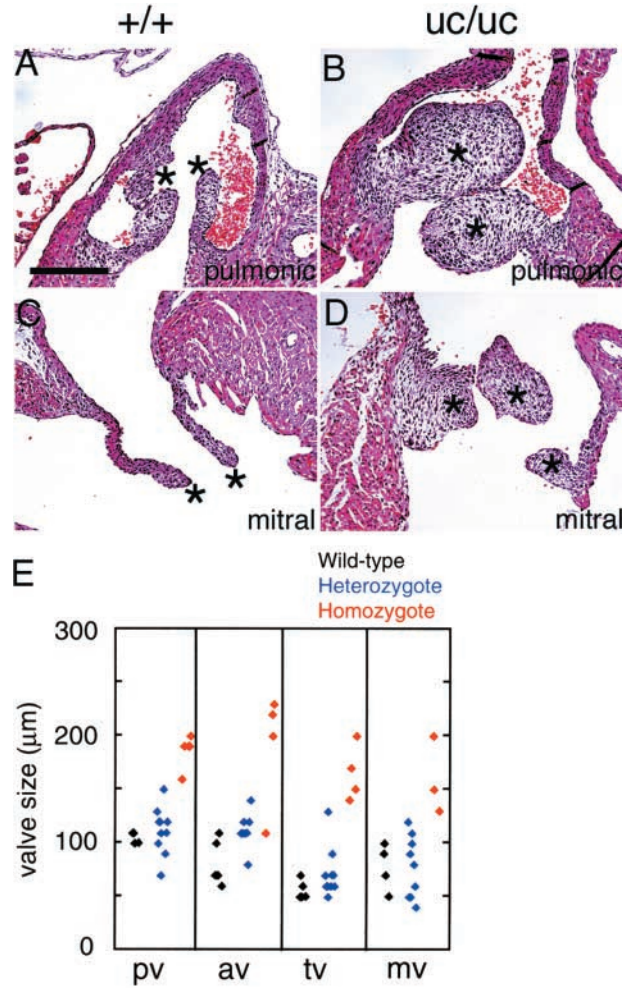 +/+ uc/uc
A B
* * * *
pulmonic pulmonic
C D
* * * * *
mitral mitral
E
Wild-type
Heterozygote
Homozygote
300
200
100
0
valve size (μm)
pv av tv mv